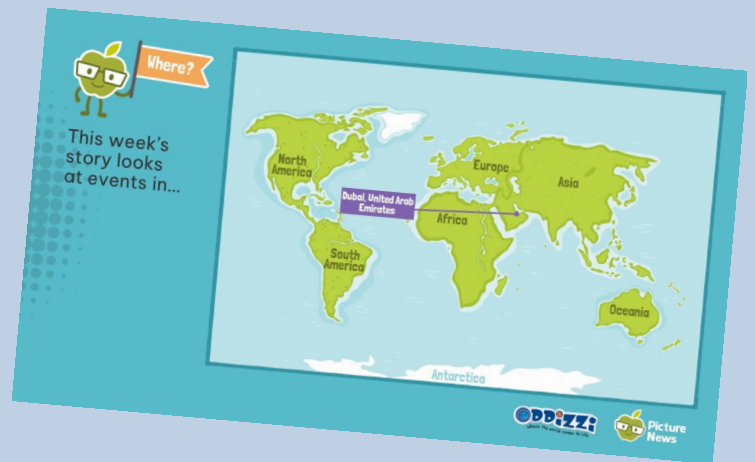 Where?
This week's
story looks
at events in...
North
America
Europe
Asia
Dubai, United Arab
Emirates
Africa
South
America
Oceania
Antarctica
ODDIZZI
Picture
News